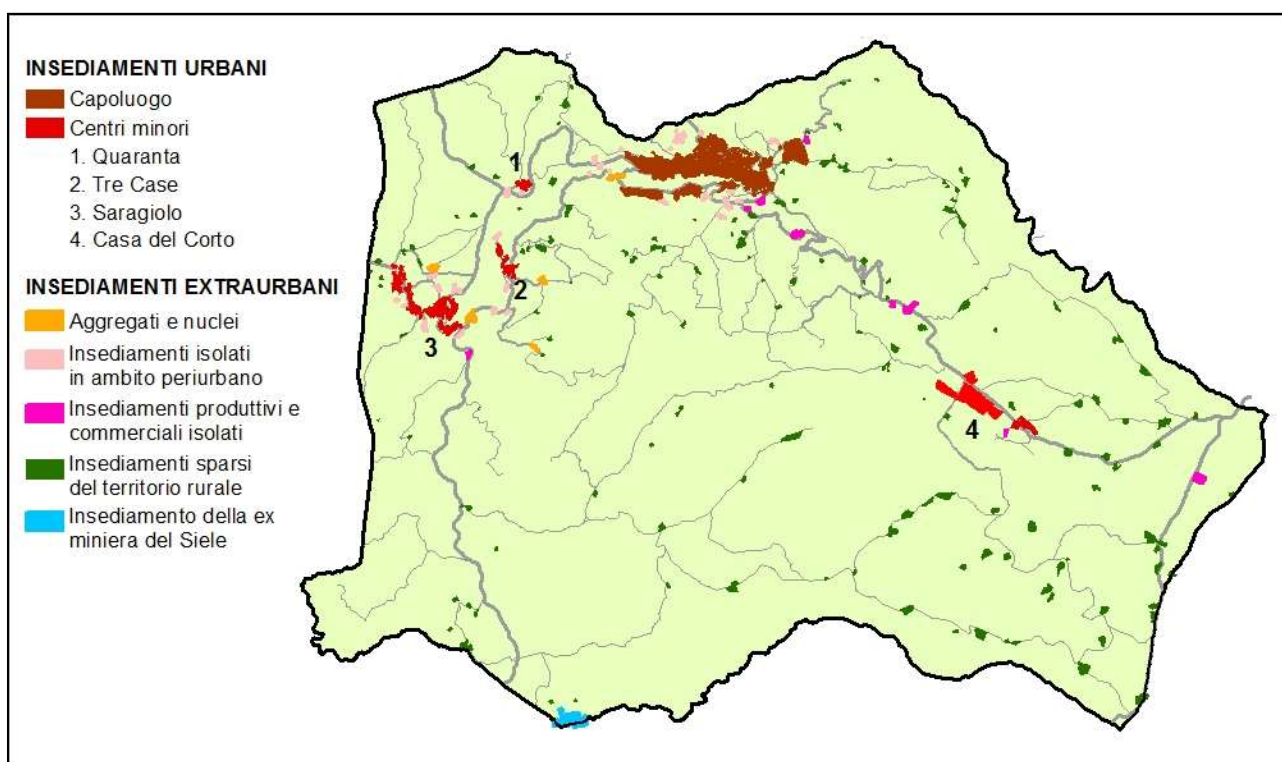 INSEDIAMENTI URBANI
Capoluogo
Centri minori
1. Quaranta
2. Tre Case
3. Saragiolo
4. Casa del Corto
INSEDIAMENTI EXTRAURBANI
Aggregati e nuclei
Insediamenti isolati
in ambito periurbano
Insediamenti produttivi e
commerciali isolati
Insediamenti sparsi
del territorio rurale
Insediamento della ex
miniera del Siele
1
2
3
4